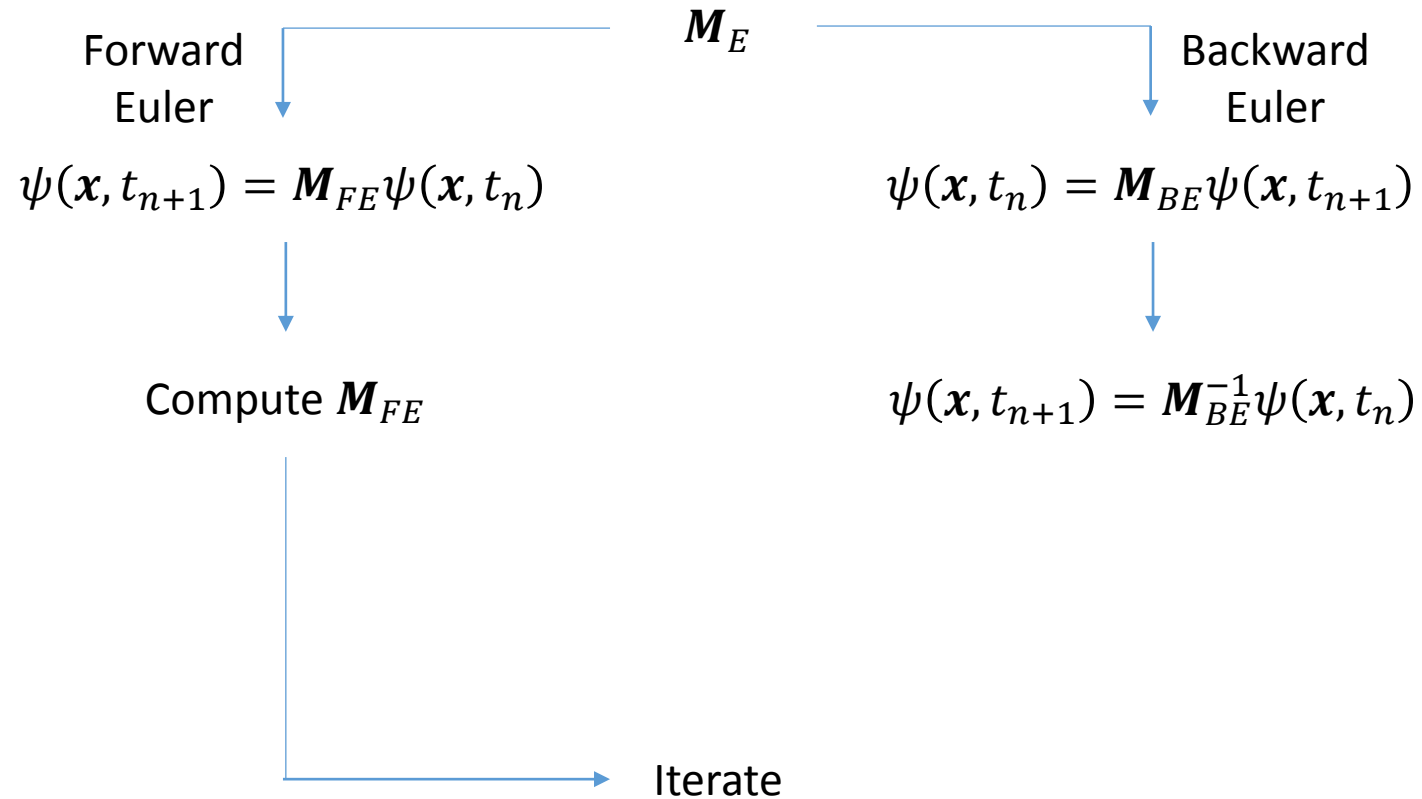 𝑴_E
Forward
Euler
Backward
Euler
ψ(𝒙, t_{n+1}) = 𝑴_{FE}ψ(𝒙, t_n)
ψ(𝒙, t_n) = 𝑴_{BE}ψ(𝒙, t_{n+1})
Compute 𝑴_{FE}
ψ(𝒙, t_{n+1}) = 𝑴_{BE}^{-1}ψ(𝒙, t_n)
Iterate